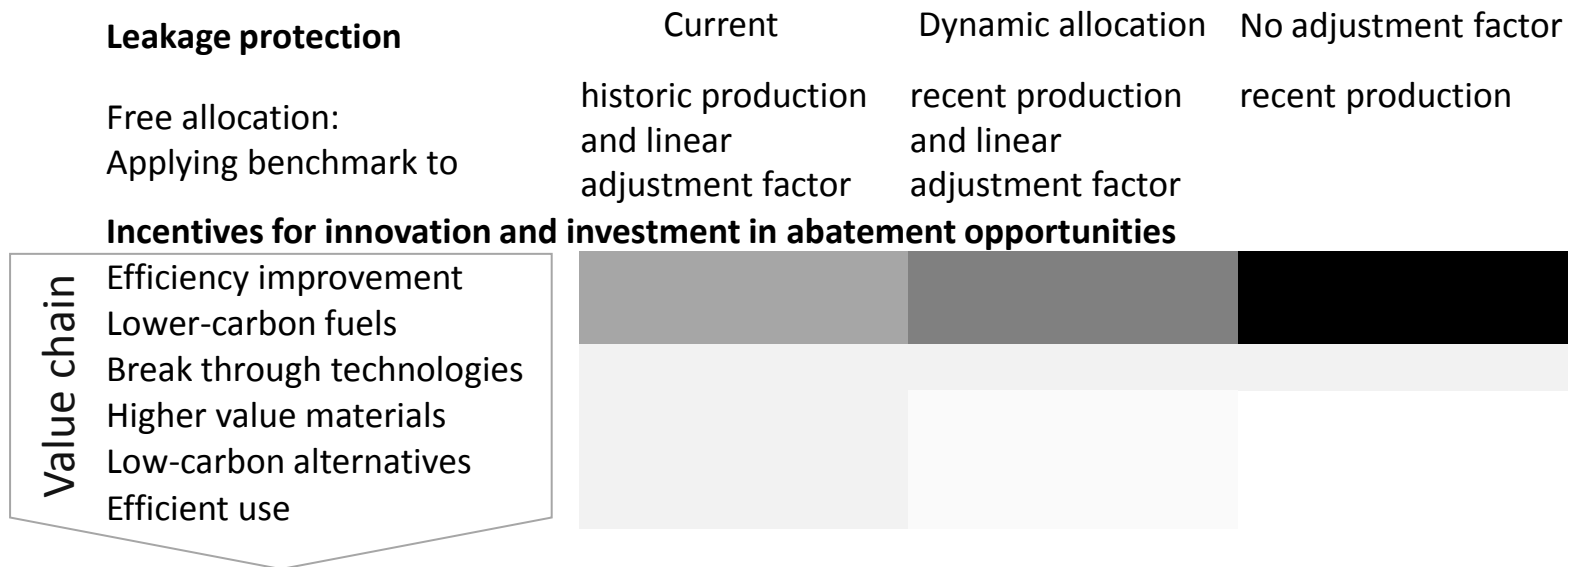 Leakage protection
Current
Dynamic allocation
No adjustment factor
Free allocation:
Applying benchmark to
historic production
and linear
adjustment factor
recent production
and linear
adjustment factor
recent production
Incentives for innovation and investment in abatement opportunities
Value chain
Efficiency improvement
Lower-carbon fuels
Break through technologies
Higher value materials
Low-carbon alternatives
Efficient use